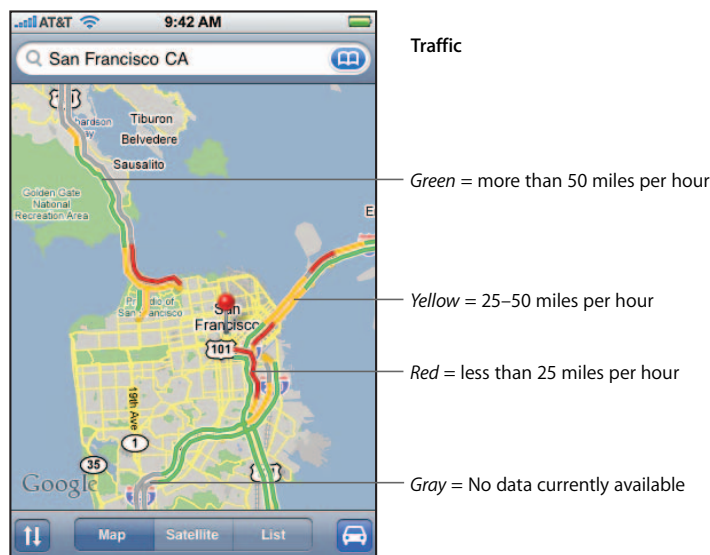 AT&T 9:42 AM
San Francisco CA
Traffic
Tiburon
Belvedere
Sausalito
Golden Gate
National
Recreation Area
Green = more than 50 miles per hour
San
Francisco
Yellow = 25–50 miles per hour
101
Red = less than 25 miles per hour
19th Ave
1
35
Google
Gray = No data currently available
Map Satellite List